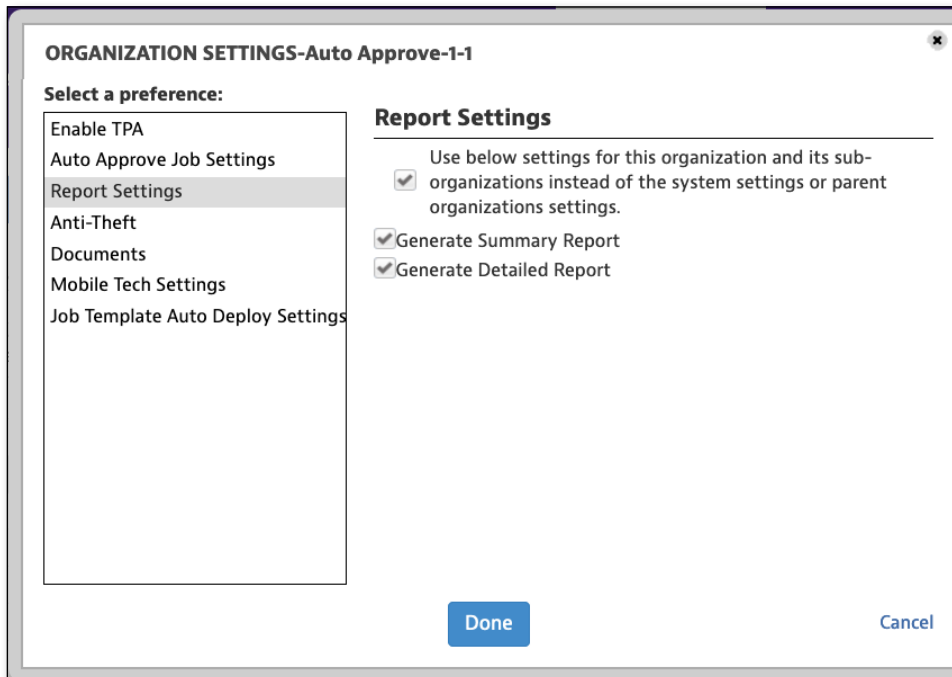 ORGANIZATION SETTINGS-Auto Approve-1-1
Select a preference:
Enable TPA
Auto Approve Job Settings
Report Settings
Anti-Theft
Documents
Mobile Tech Settings
Job Template Auto Deploy Settings
Report Settings
Use below settings for this organization and its sub-
organizations instead of the system settings or parent
organizations settings.
Generate Summary Report
Generate Detailed Report
Done
Cancel